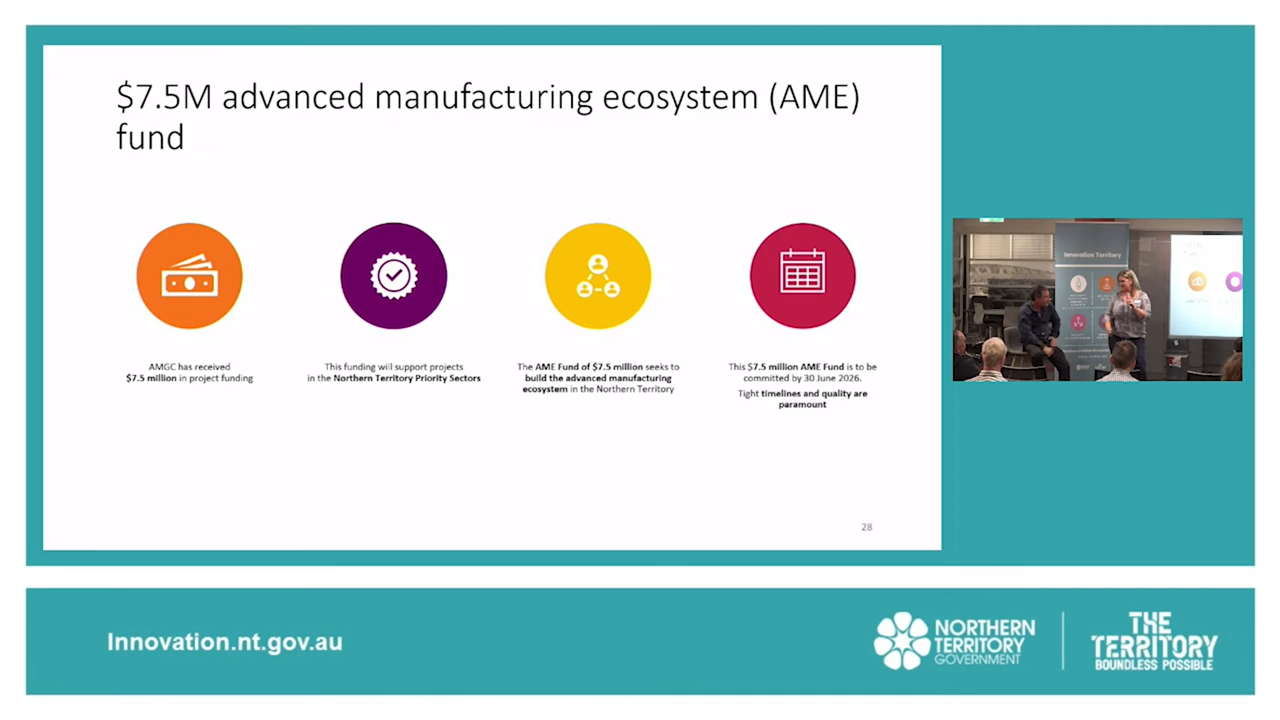 $7.5M advanced manufacturing ecosystem (AME)
fund
AMGC has received
$7.5 million in project funding
This funding will support projects
in the Northern Territory Priority Sectors
The AME Fund of $7.5 million seeks to
build the advanced manufacturing
ecosystem in the Northern Territory
This $7.5 million AME Fund is to be
committed by 30 June 2026.
Tight timelines and quality are
paramount
28
Innovation Territory
Innovation.nt.gov.au
NORTHERN
TERRITORY
GOVERNMENT
THE
TERRITORY
BOUNDLESS POSSIBLE